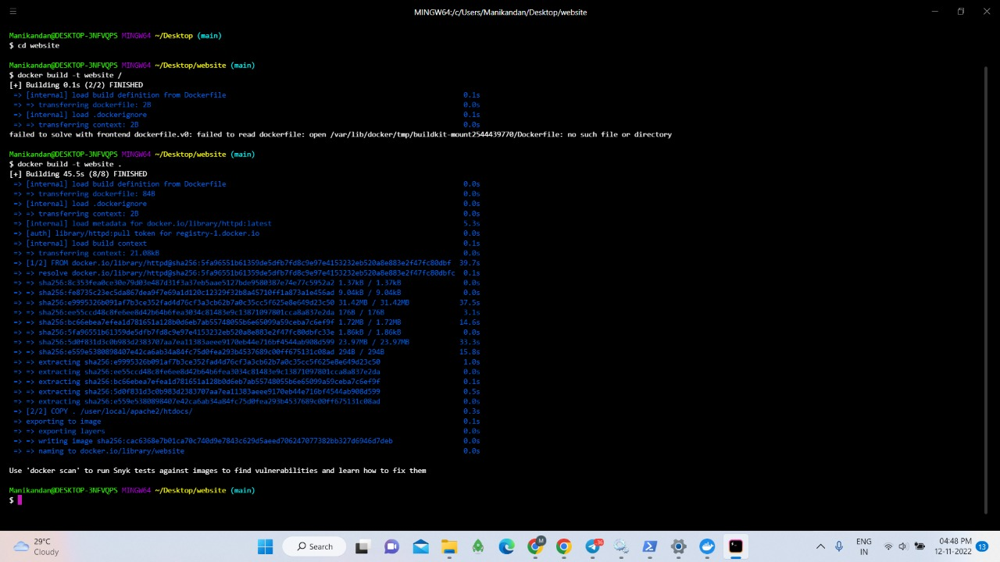 MINGW64:/c/Users/Manikandan/Desktop/website
Manikandan@DESKTOP-3NFVQPS MINGW64 ~/Desktop (main)
$ cd website
Manikandan@DESKTOP-3NFVQPS MINGW64 ~/Desktop/website (main)
$ docker build -t website /
[+] Building 0.1s (2/2) FINISHED
=> [internal] load build definition from Dockerfile 0.1s
=> => transferring dockerfile: 2B 0.0s
=> [internal] load .dockerignore 0.1s
=> => transferring context: 2B 0.0s
failed to solve with frontend dockerfile.v0: failed to read dockerfile: open /var/lib/docker/tmp/buildkit-mount2544439770/Dockerfile: no such file or directory
Manikandan@DESKTOP-3NFVQPS MINGW64 ~/Desktop/website (main)
$ docker build -t website .
[+] Building 45.5s (8/8) FINISHED
=> [internal] load build definition from Dockerfile 0.0s
=> => transferring dockerfile: 84B 0.0s
=> [internal] load .dockerignore 0.0s
=> => transferring context: 2B 0.0s
=> [internal] load metadata for docker.io/library/httpd:latest 5.3s
=> [auth] library/httpd:pull token for registry-1.docker.io 0.0s
=> [internal] load build context 0.1s
=> => transferring context: 21.08kB 0.0s
=> [1/2] FROM docker.io/library/httpd@sha256:5fa96551b61359de5dfb7fd8c9e97e4153232eb520a8e883e2f47fc80dbf 39.7s
=> => resolve docker.io/library/httpd@sha256:5fa96551b61359de5dfb7fd8c9e97e4153232eb520a8e883e2f47fc80dbfc 0.1s
=> => sha256:8c353fea0ce30e79d03e487d31f3a37eb5aae5127bde9580387e74e77c5952a2 1.37kB / 1.37kB 0.0s
=> => sha256:fe8735c23ec5da867dea9f7e69a1d120c12329f32b8a45710ff1a873a1e456ad 9.04kB / 9.04kB 0.0s
=> => sha256:e9995326b091af7b3ce352fad4d76cf3a3cb62b7a0c35cc5f625e8e649d23c50 31.42MB / 31.42MB 37.5s
=> => sha256:ee55ccd48c8fe6ee8d42b64b6fea3034c81483e9c13871097801cca8a837e2da 176B / 176B 3.1s
=> => sha256:bc66ebea7efea1d781651a128b0d6eb7ab55748055b6e65099a59ceba7c6ef9f 1.72MB / 1.72MB 14.6s
=> => sha256:5fa96551b61359de5dfb7fd8c9e97e4153232eb520a8e883e2f47fc80dbfc33e 1.86kB / 1.86kB 0.0s
=> => sha256:5d0f831d3c0b983d2383707aa7ea11383aeee9170eb44e716bf4544ab908d599 23.97MB / 23.97MB 33.3s
=> => sha256:e559e5380898407e42ca6ab34a84fc75d0fea293b4537689c00ff675131c08ad 294B / 294B 15.8s
=> => extracting sha256:e9995326b091af7b3ce352fad4d76cf3a3cb62b7a0c35cc5f625e8e649d23c50 1.0s
=> => extracting sha256:ee55ccd48c8fe6ee8d42b64b6fea3034c81483e9c13871097801cca8a837e2da 0.0s
=> => extracting sha256:bc66ebea7efea1d781651a128b0d6eb7ab55748055b6e65099a59ceba7c6ef9f 0.1s
=> => extracting sha256:5d0f831d3c0b983d2383707aa7ea11383aeee9170eb44e716bf4544ab908d599 0.5s
=> => extracting sha256:e559e5380898407e42c6ab34a84fc75d0fea293b4537689c00ff675131c08ad 0.0s
=> [2/2] COPY . /user/local/apache2/htdocs/ 0.3s
=> exporting to image 0.1s
=> => exporting layers 0.0s
=> => writing image sha256:cac6368e7b01ca70c740d9e7843c629d5aeed706247077382bb327d6946d7deb 0.0s
=> => naming to docker.io/library/website 0.0s
Use 'docker scan' to run Snyk tests against images to find vulnerabilities and learn how to fix them
Manikandan@DESKTOP-3NFVQPS MINGW64 ~/Desktop/website (main)
$
29°C
Cloudy
Search
M
36
ENG
IN
04:48 PM
12-11-2022
13